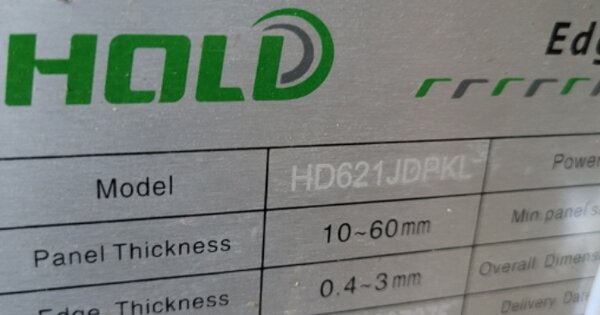 HOLD
Edg
Model HD621JDPKL Power
Panel Thickness 10~60mm Min. panel s
Edge Thickness 0.4~3mm Overall Dimens
Delivery Dat